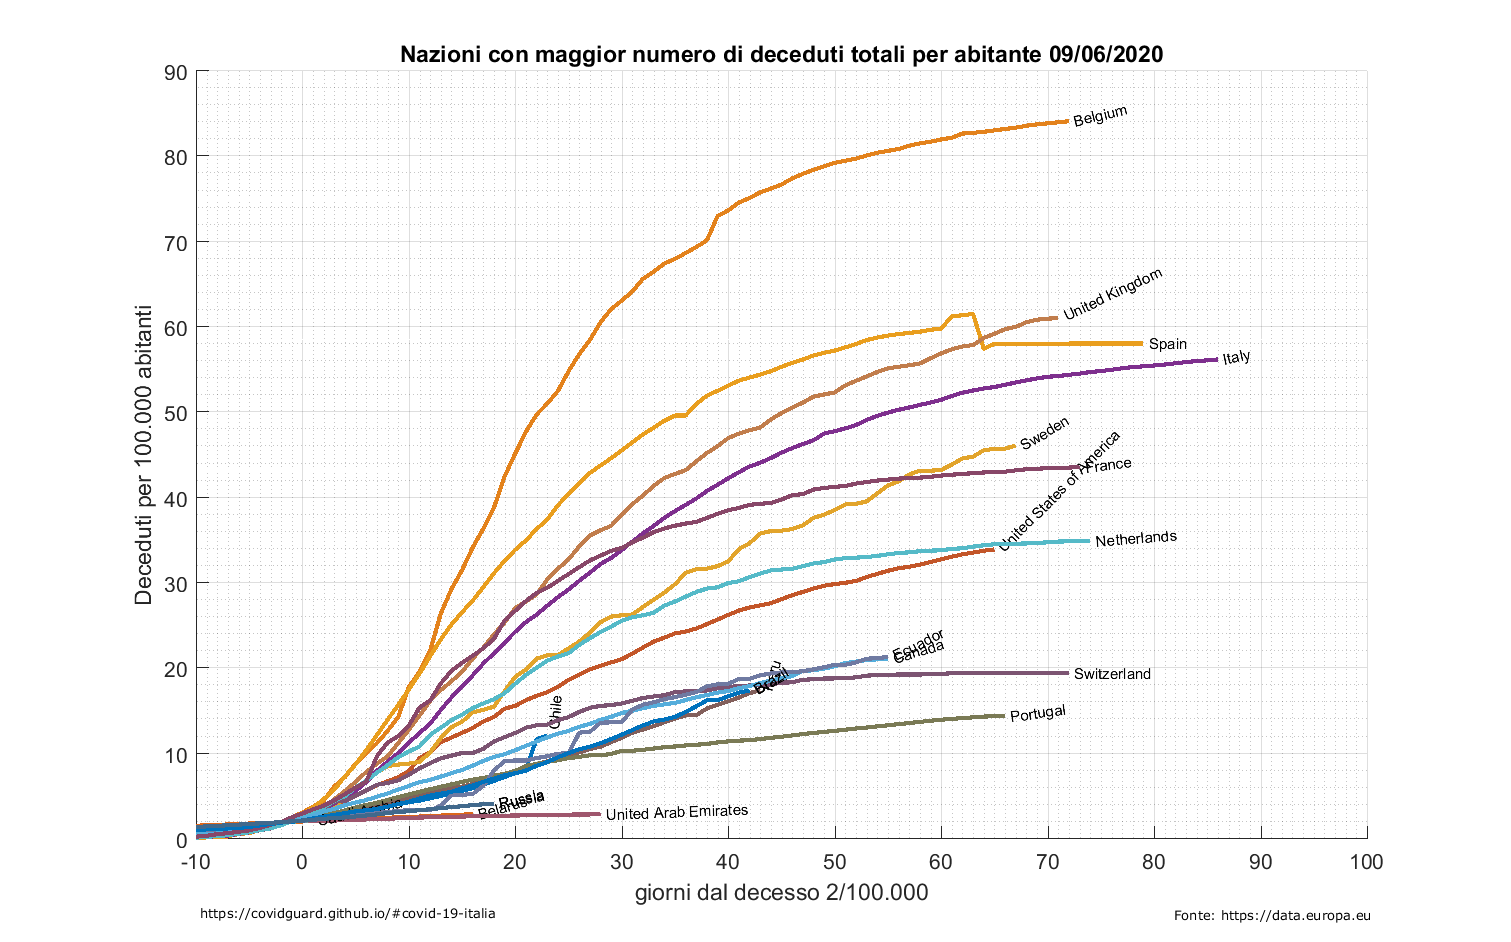 Nazioni con maggior numero di deceduti totali per abitante 09/06/2020
Deceduti per 100.000 abitanti
90
80
70
60
50
40
30
20
10
0
Belgium
United Kingdom
Spain
Italy
Sweden
United States of America
France
Netherlands
Ecuador
Canada
Switzerland
Brazil
Chile
Portugal
Russia
Belarus
United Arab Emirates
-10 0 10 20 30 40 50 60 70 80 90 100
giorni dal decesso 2/100.000
https://covidguard.github.io/#covid-19-italia
Fonte: https://data.europa.eu